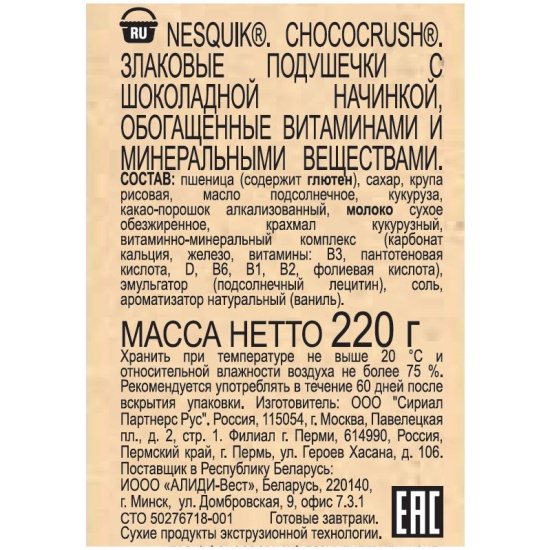 RU NESQUIK®. CHOCOCRUSH®.
ЗЛАКОВЫЕ ПОДУШЕЧКИ С
ШОКОЛАДНОЙ НАЧИНКОЙ,
ОБОГАЩЕННЫЕ ВИТАМИНАМИ И
МИНЕРАЛЬНЫМИ ВЕЩЕСТВАМИ.
СОСТАВ: пшеница (содержит глютен), сахар, крупа
рисовая, масло подсолнечное, кукуруза,
какао-порошок алкализованный, молоко сухое
обезжиренное, крахмал кукурузный,
витаминно-минеральный комплекс (карбонат
кальция, железо, витамины: B3, пантотеновая
кислота, D, B6, B1, B2, фолиевая кислота),
эмульгатор (подсолнечный лецитин), соль,
ароматизатор натуральный (ваниль).
МАССА НЕТТО 220 г
Хранить при температуре не выше 20 °C и
относительной влажности воздуха не более 75 %.
Рекомендуется употреблять в течение 60 дней после
вскрытия упаковки. Изготовитель: ООО "Сириал
Партнерс Рус". Россия, 115054, г. Москва, Павелецкая
пл., д. 2, стр. 1. Филиал г. Перми, 614990, Россия,
Пермский край, г. Пермь, ул. Героев Хасана, д. 106.
Поставщик в Республику Беларусь:
ИООО «АЛИДИ-Вест», Беларусь, 220140,
г. Минск, ул. Домбровская, 9, офис 7.3.1
СТО 50276718-001 Готовые завтраки.
Сухие продукты экструзионной технологии.
EAC